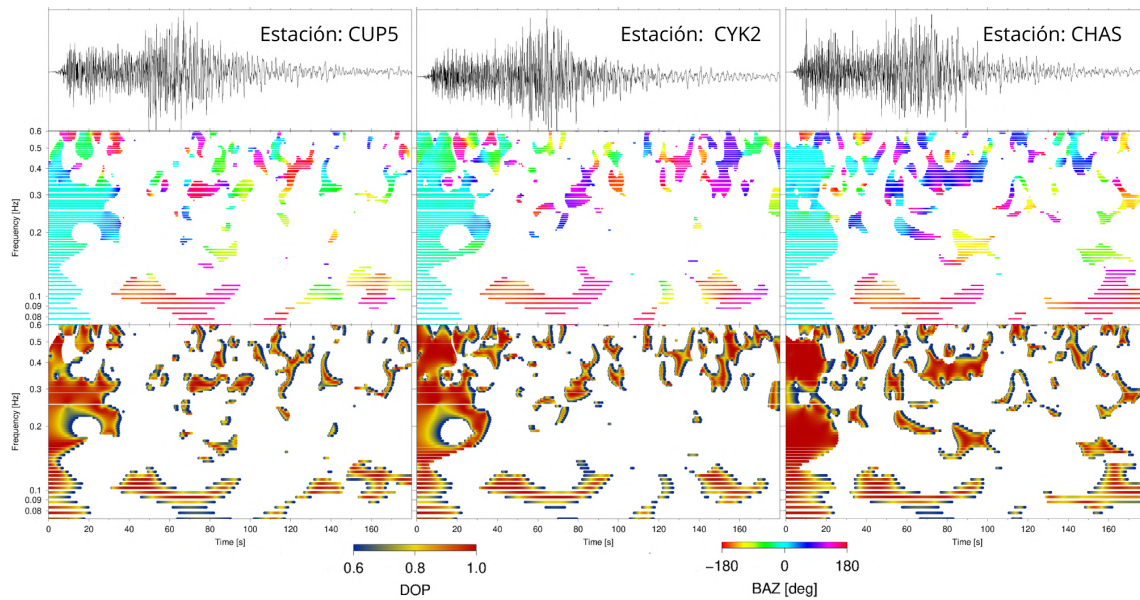 Estación: CUP5
Estación: CYK2
Estación: CHAS
0.6
0.5
0.4
0.3
0.2
0.1
0.09
0.08
Frequency [Hz]
0.6
0.5
0.4
0.3
0.2
0.1
0.09
0.08
Frequency [Hz]
0 20 40 60 80 100 120 140 160
0 20 40 60 80 100 120 140 160
0 20 40 60 80 100 120 140 160
Time [s]
Time [s]
Time [s]
0.6 1.0
DOP
−180 −90 0 90 180
BAZ [deg]